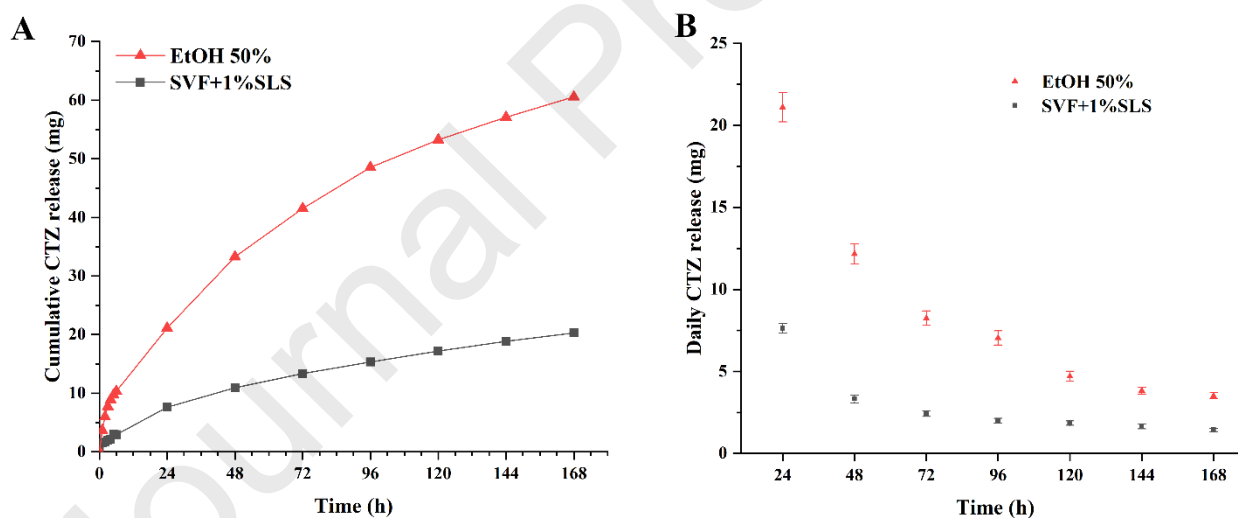 A
EtOH 50%
SVF+1%SLS
Cumulative CTZ release (mg)
70
60
50
40
30
20
10
0
0 24 48 72 96 120 144 168
Time (h)
B
EtOH 50%
SVF+1%SLS
Daily CTZ release (mg)
25
20
15
10
5
0
24 48 72 96 120 144 168
Time (h)
Journal Pr